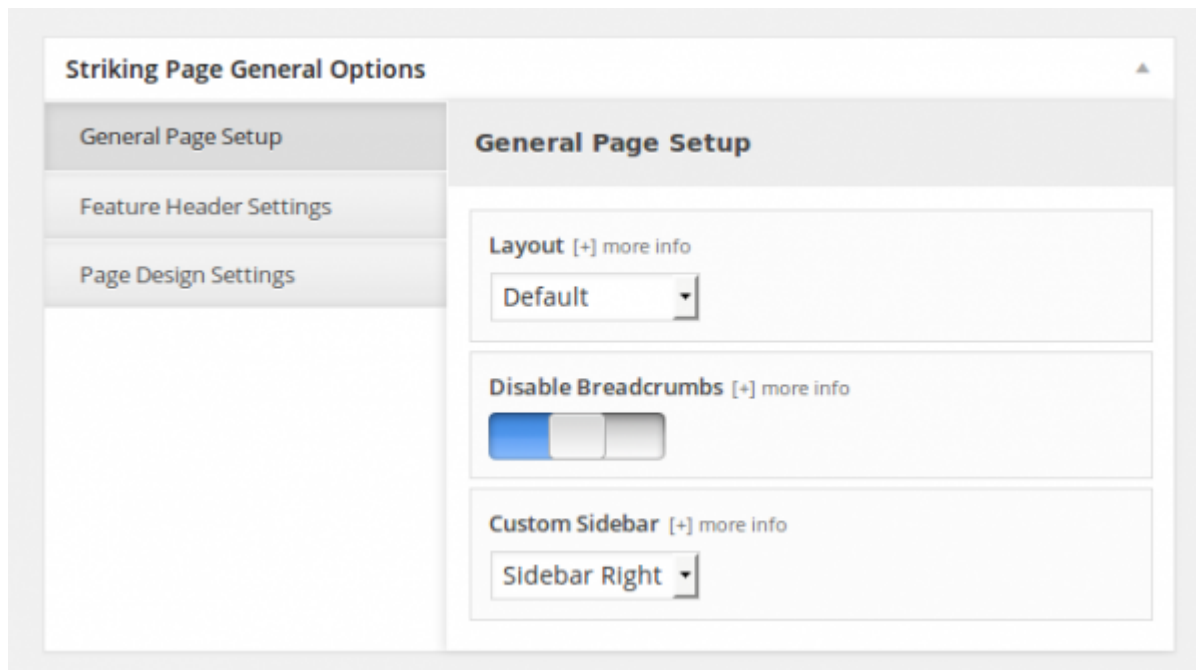 Striking Page General Options
General Page Setup
Feature Header Settings
Page Design Settings
General Page Setup
Layout [+] more info
Default
Disable Breadcrumbs [+] more info
Custom Sidebar [+] more info
Sidebar Right